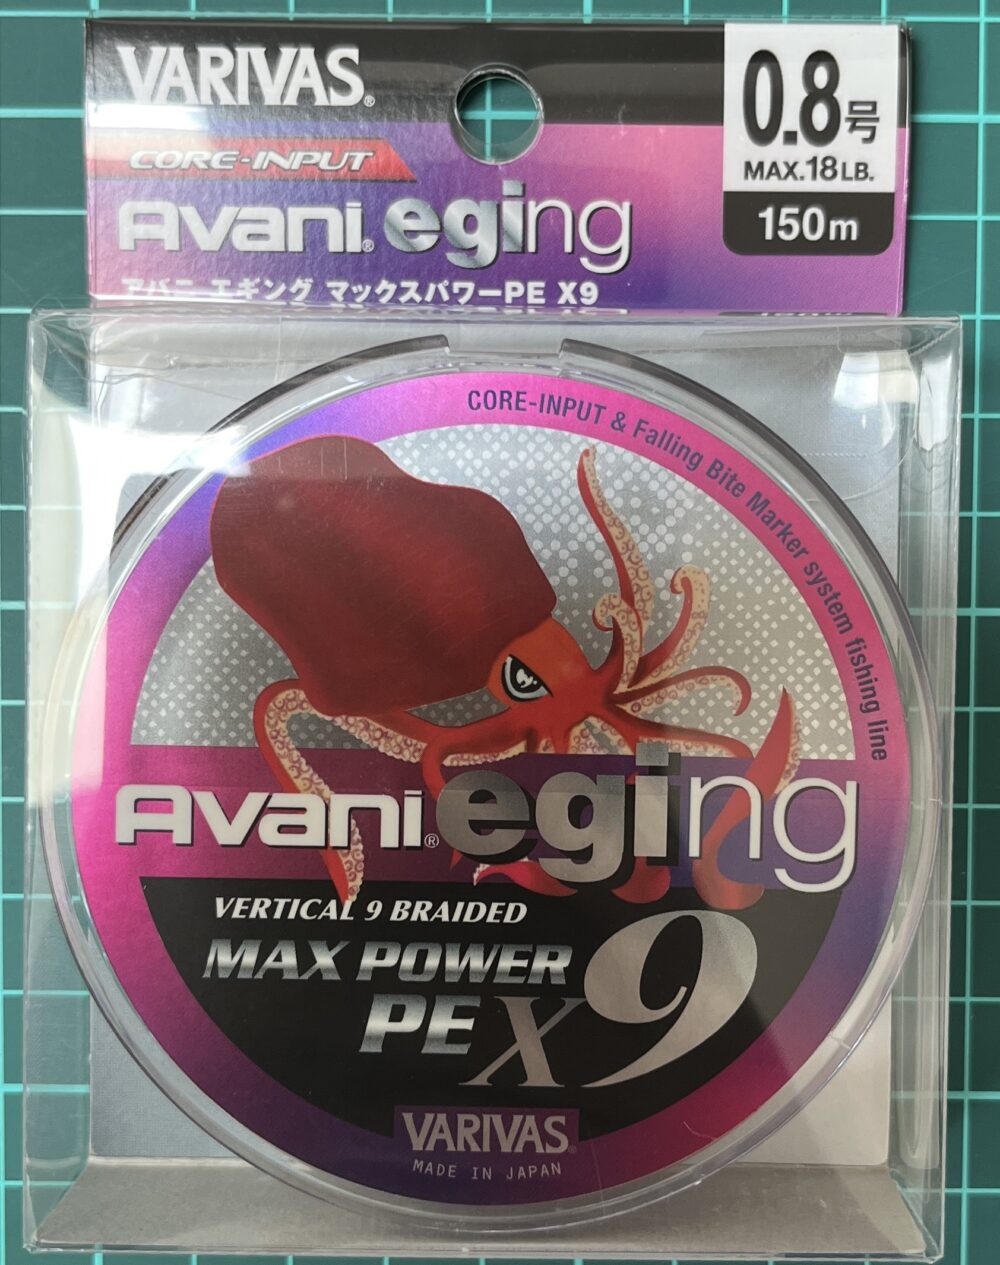 VARIVAS®
CORE-INPUT
Avani® eging
アバニ エギング マックスパワーPE X9
0.8号
MAX.18LB.
150m
CORE-INPUT & Falling Bite Marker system fishing line
Avani® eging
VERTICAL 9 BRAIDED
MAX POWER
PE X9
VARIVAS®
MADE IN JAPAN